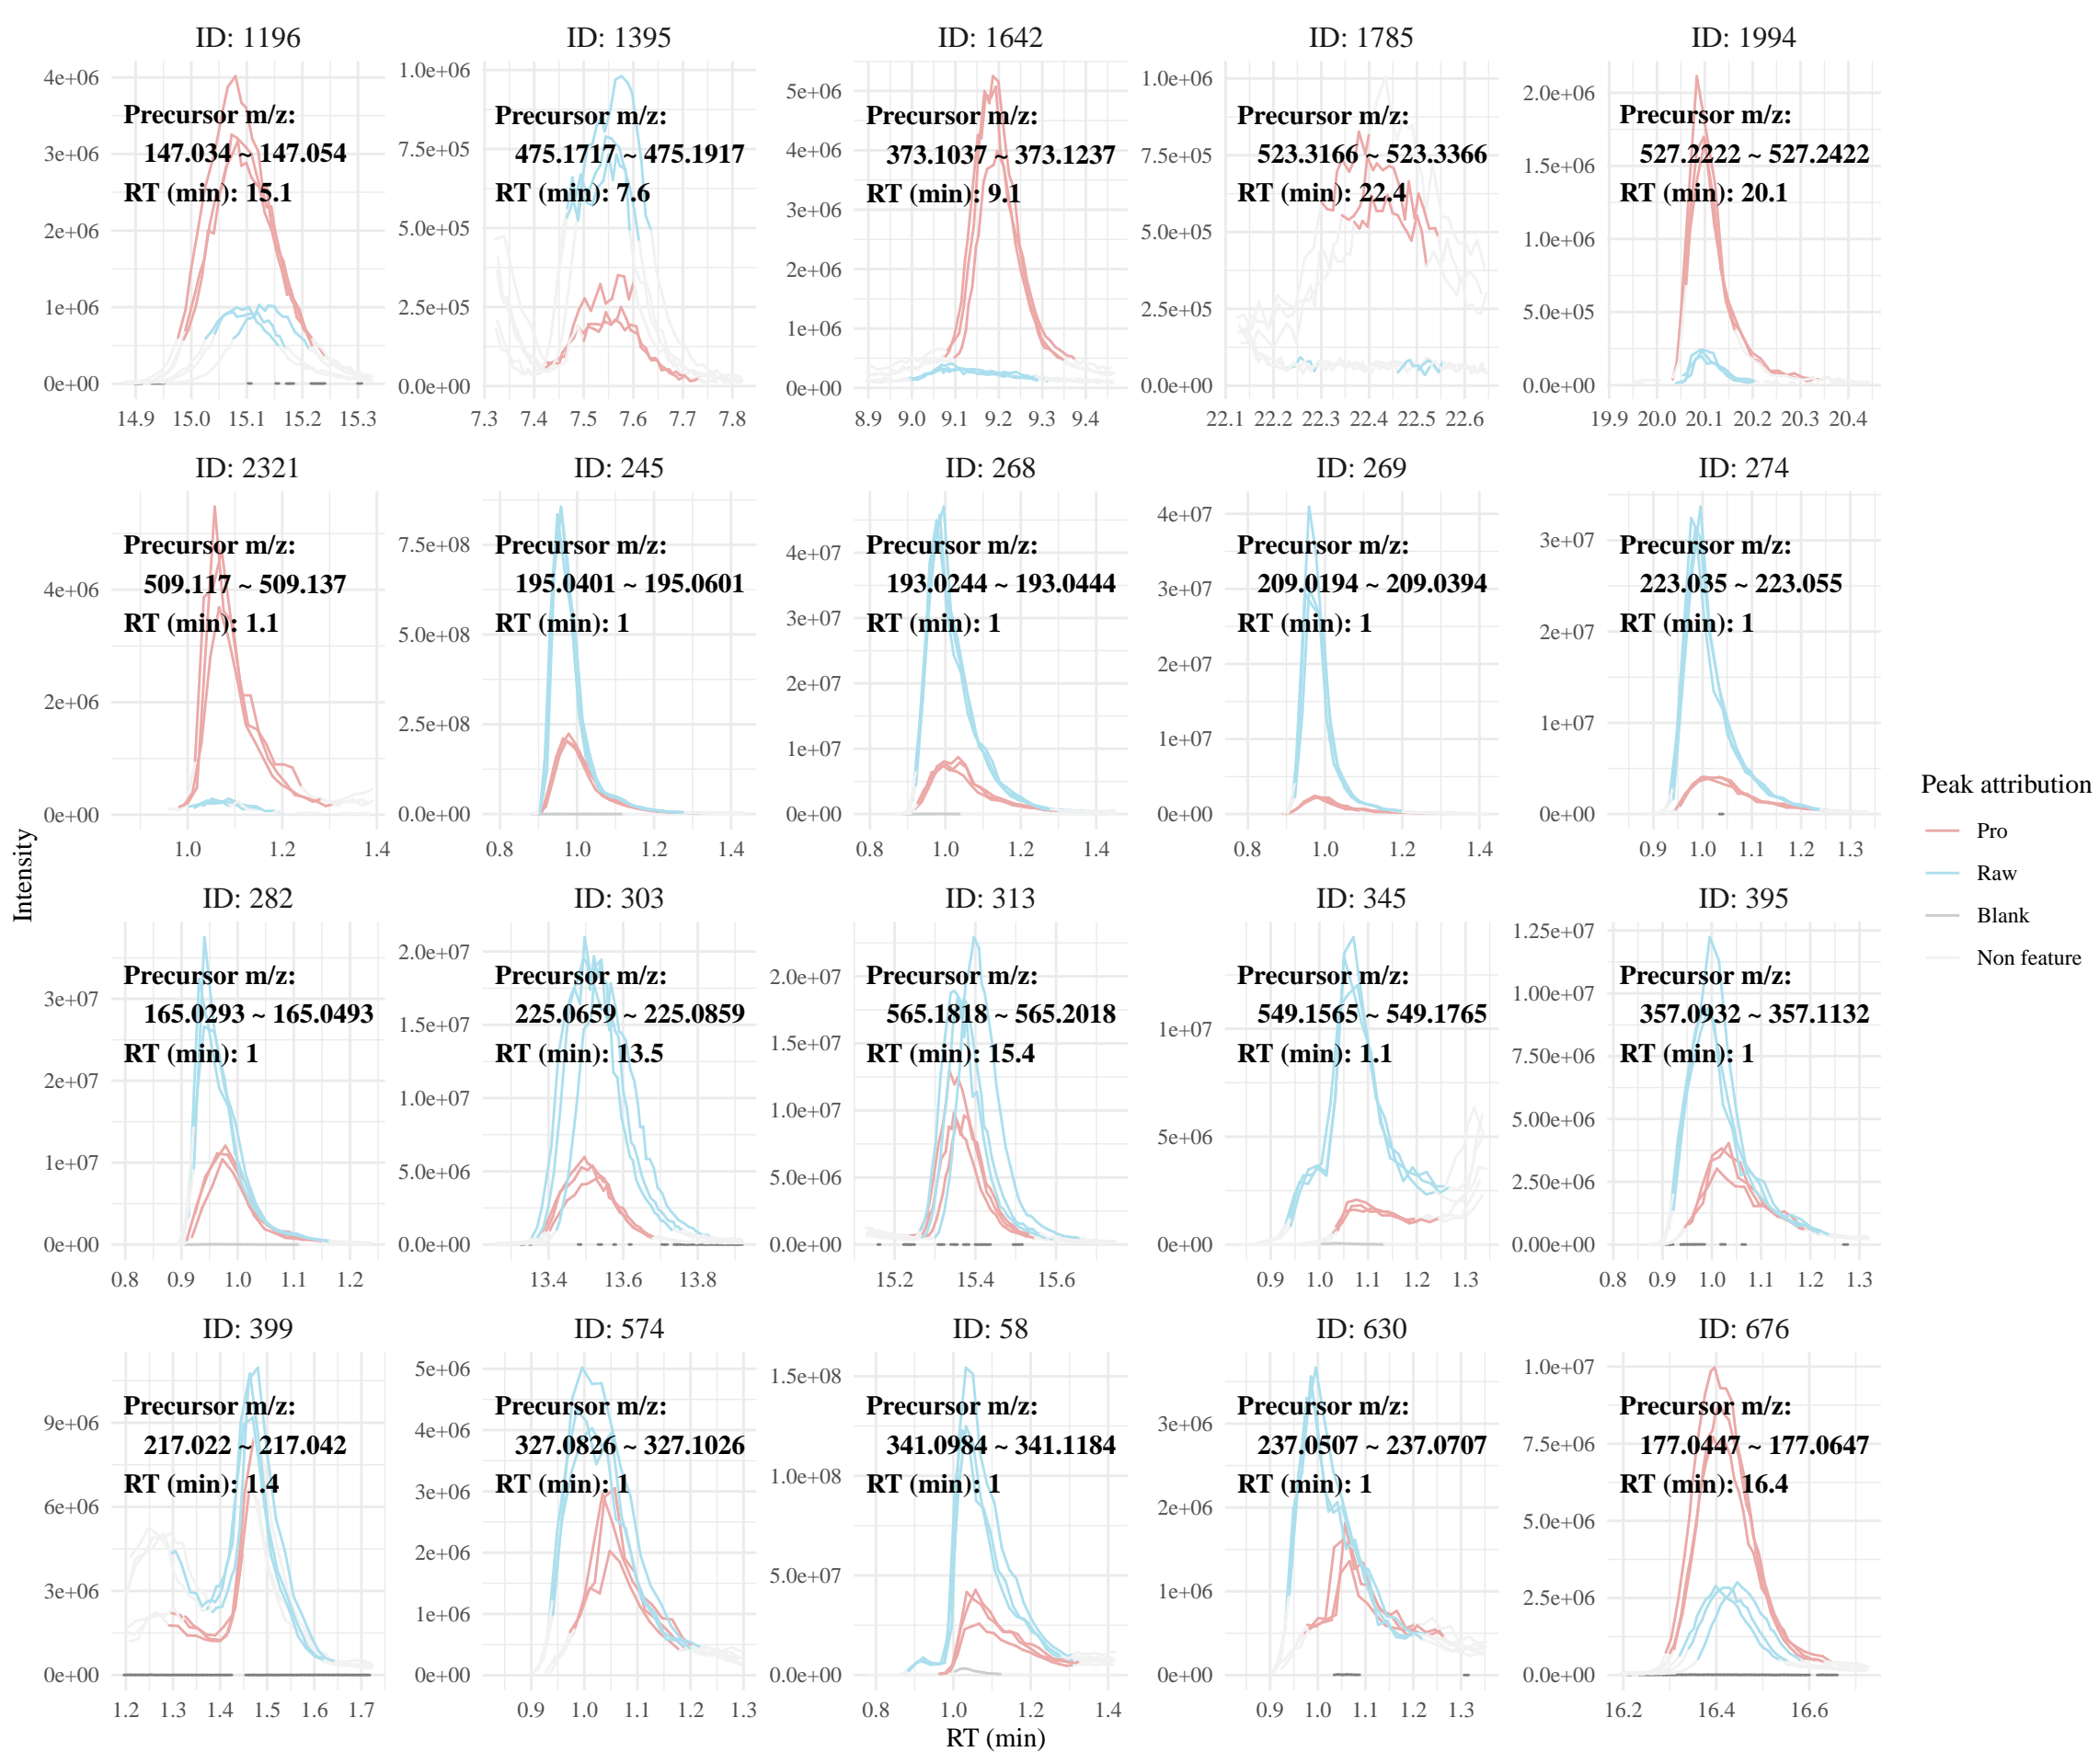 ID: 1196
Precursor m/z:
147.034 ~ 147.054
RT (min): 15.1
4e+06
3e+06
2e+06
1e+06
0e+00
14.9 15.0 15.1 15.2 15.3
ID: 1395
Precursor m/z:
475.1717 ~ 475.1917
RT (min): 7.6
1.0e+06
7.5e+05
5.0e+05
2.5e+05
0.0e+00
7.3 7.4 7.5 7.6 7.7 7.8
ID: 1642
Precursor m/z:
373.1037 ~ 373.1237
RT (min): 9.1
5e+06
4e+06
3e+06
2e+06
1e+06
0e+00
8.9 9.0 9.1 9.2 9.3 9.4
ID: 1785
Precursor m/z:
523.3166 ~ 523.3366
RT (min): 22.4
1.0e+06
7.5e+05
5.0e+05
2.5e+05
0.0e+00
22.1 22.2 22.3 22.4 22.5 22.6
ID: 1994
Precursor m/z:
527.2222 ~ 527.2422
RT (min): 20.1
2.0e+06
1.5e+06
1.0e+06
5.0e+05
0.0e+00
19.9 20.0 20.1 20.2 20.3 20.4
ID: 2321
Precursor m/z:
509.117 ~ 509.137
RT (min): 1.1
4e+06
2e+06
0e+00
1.0 1.2 1.4
ID: 245
Precursor m/z:
195.0401 ~ 195.0601
RT (min): 1
7.5e+08
5.0e+08
2.5e+08
0.0e+00
0.8 1.0 1.2 1.4
ID: 268
Precursor m/z:
193.0244 ~ 193.0444
RT (min): 1
4e+07
3e+07
2e+07
1e+07
0e+00
0.8 1.0 1.2 1.4
ID: 269
Precursor m/z:
209.0194 ~ 209.0394
RT (min): 1
4e+07
3e+07
2e+07
1e+07
0e+00
0.8 1.0 1.2 1.4
ID: 274
Precursor m/z:
223.035 ~ 223.055
RT (min): 1
3e+07
2e+07
1e+07
0e+00
0.9 1.0 1.1 1.2 1.3
ID: 282
Precursor m/z:
165.0293 ~ 165.0493
RT (min): 1
3e+07
2e+07
1e+07
0e+00
0.8 0.9 1.0 1.1 1.2
ID: 303
Precursor m/z:
225.0659 ~ 225.0859
RT (min): 13.5
2.0e+07
1.5e+07
1.0e+07
5.0e+06
0.0e+00
13.4 13.6 13.8
ID: 313
Precursor m/z:
565.1818 ~ 565.2018
RT (min): 15.4
2.0e+07
1.5e+07
1.0e+07
5.0e+06
0.0e+00
15.2 15.4 15.6
ID: 345
Precursor m/z:
549.1565 ~ 549.1765
RT (min): 1.1
1e+07
5e+06
0e+00
0.9 1.0 1.1 1.2 1.3
ID: 395
Precursor m/z:
357.0932 ~ 357.1132
RT (min): 1
1.25e+07
1.00e+07
7.50e+06
5.00e+06
2.50e+06
0.00e+00
0.8 0.9 1.0 1.1 1.2 1.3
ID: 399
Precursor m/z:
217.022 ~ 217.042
RT (min): 1.4
9e+06
6e+06
3e+06
0e+00
1.2 1.3 1.4 1.5 1.6 1.7
ID: 574
Precursor m/z:
327.0826 ~ 327.1026
RT (min): 1
5e+06
4e+06
3e+06
2e+06
1e+06
0e+00
0.9 1.0 1.1 1.2 1.3
ID: 58
Precursor m/z:
341.0984 ~ 341.1184
RT (min): 1
1.5e+08
1.0e+08
5.0e+07
0.0e+00
0.8 1.0 1.2 1.4
ID: 630
Precursor m/z:
237.0507 ~ 237.0707
RT (min): 1
3e+06
2e+06
1e+06
0e+00
0.9 1.0 1.1 1.2 1.3
ID: 676
Precursor m/z:
177.0447 ~ 177.0647
RT (min): 16.4
1.0e+07
7.5e+06
5.0e+06
2.5e+06
0.0e+00
16.2 16.4 16.6
Intensity
RT (min)
Peak attribution
Pro
Raw
Blank
Non feature